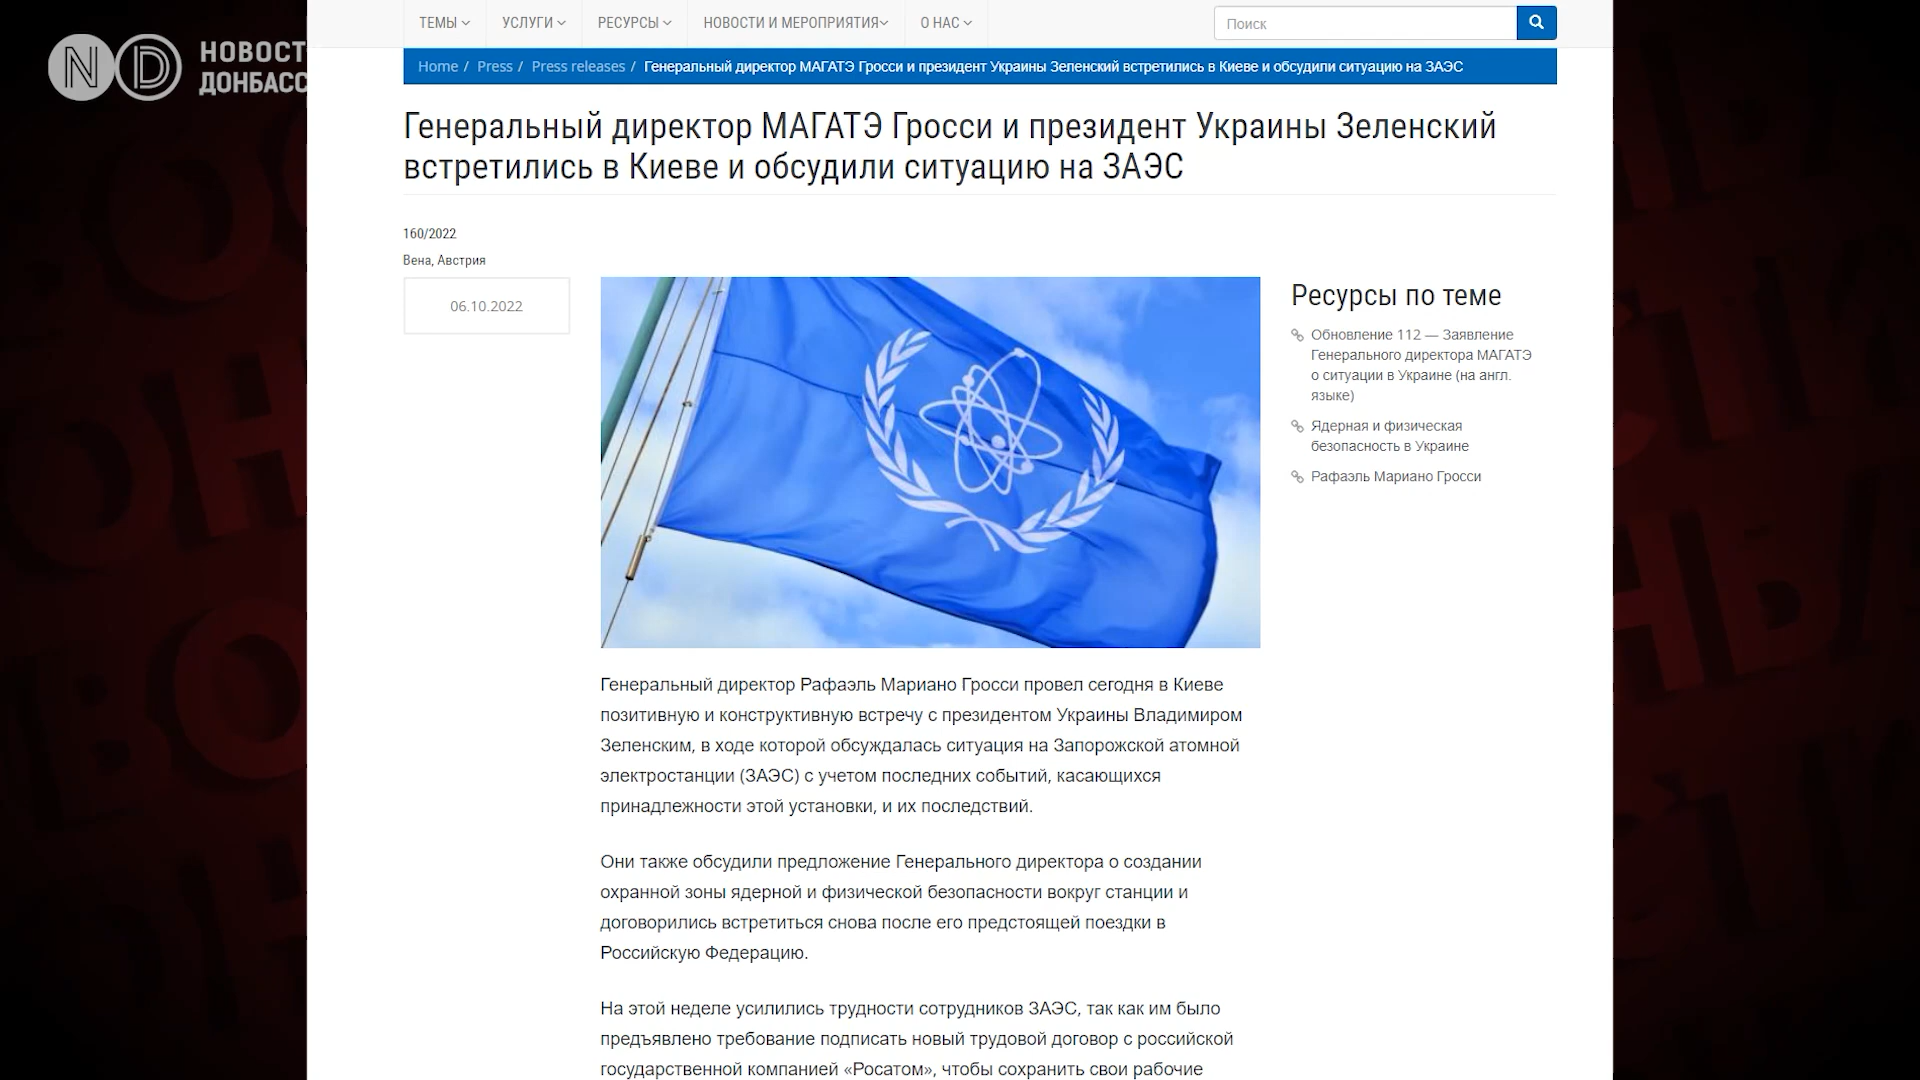 ТЕМЫ УСЛУГИ РЕСУРСЫ НОВОСТИ И МЕРОПРИЯТИЯ О НАС Поиск
НОВОСТ
ДОНБАСС
ND
Home / Press / Press releases / Генеральный директор МАГАТЭ Гросси и президент Украины Зеленский встретились в Киеве и обсудили ситуацию на ЗАЭС
Генеральный директор МАГАТЭ Гросси и президент Украины Зеленский
встретились в Киеве и обсудили ситуацию на ЗАЭС
160/2022
Вена, Австрия
06.10.2022
Ресурсы по теме
Обновление 112 — Заявление
Генерального директора МАГАТЭ
о ситуации в Украине (на англ.
языке)
Ядерная и физическая
безопасность в Украине
Рафаэль Мариано Гросси
Генеральный директор Рафаэль Мариано Гросси провел сегодня в Киеве
позитивную и конструктивную встречу с президентом Украины Владимиром
Зеленским, в ходе которой обсуждалась ситуация на Запорожской атомной
электростанции (ЗАЭС) с учетом последних событий, касающихся
принадлежности этой установки, и их последствий.
Они также обсудили предложение Генерального директора о создании
охранной зоны ядерной и физической безопасности вокруг станции и
договорились встретиться снова после его предстоящей поездки в
Российскую Федерацию.
На этой неделе усилились трудности сотрудников ЗАЭС, так как им было
предъявлено требование подписать новый трудовой договор с российской
государственной компанией «Росатом», чтобы сохранить свои рабочие